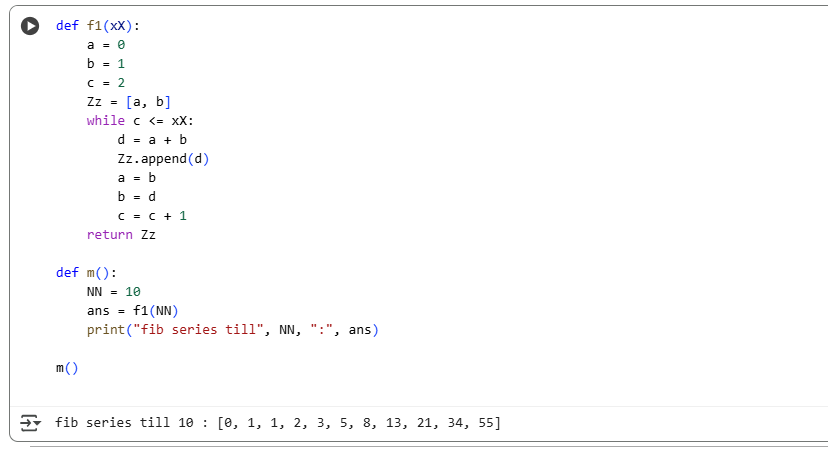 def f1(xX):
    a = 0
    b = 1
    c = 2
    Zz = [a, b]
    while c <= xX:
        d = a + b
        Zz.append(d)
        a = b
        b = d
        c = c + 1
    return Zz

def m():
    NN = 10
    ans = f1(NN)
    print("fib series till", NN, ":", ans)

m()

fib series till 10 : [0, 1, 1, 2, 3, 5, 8, 13, 21, 34, 55]